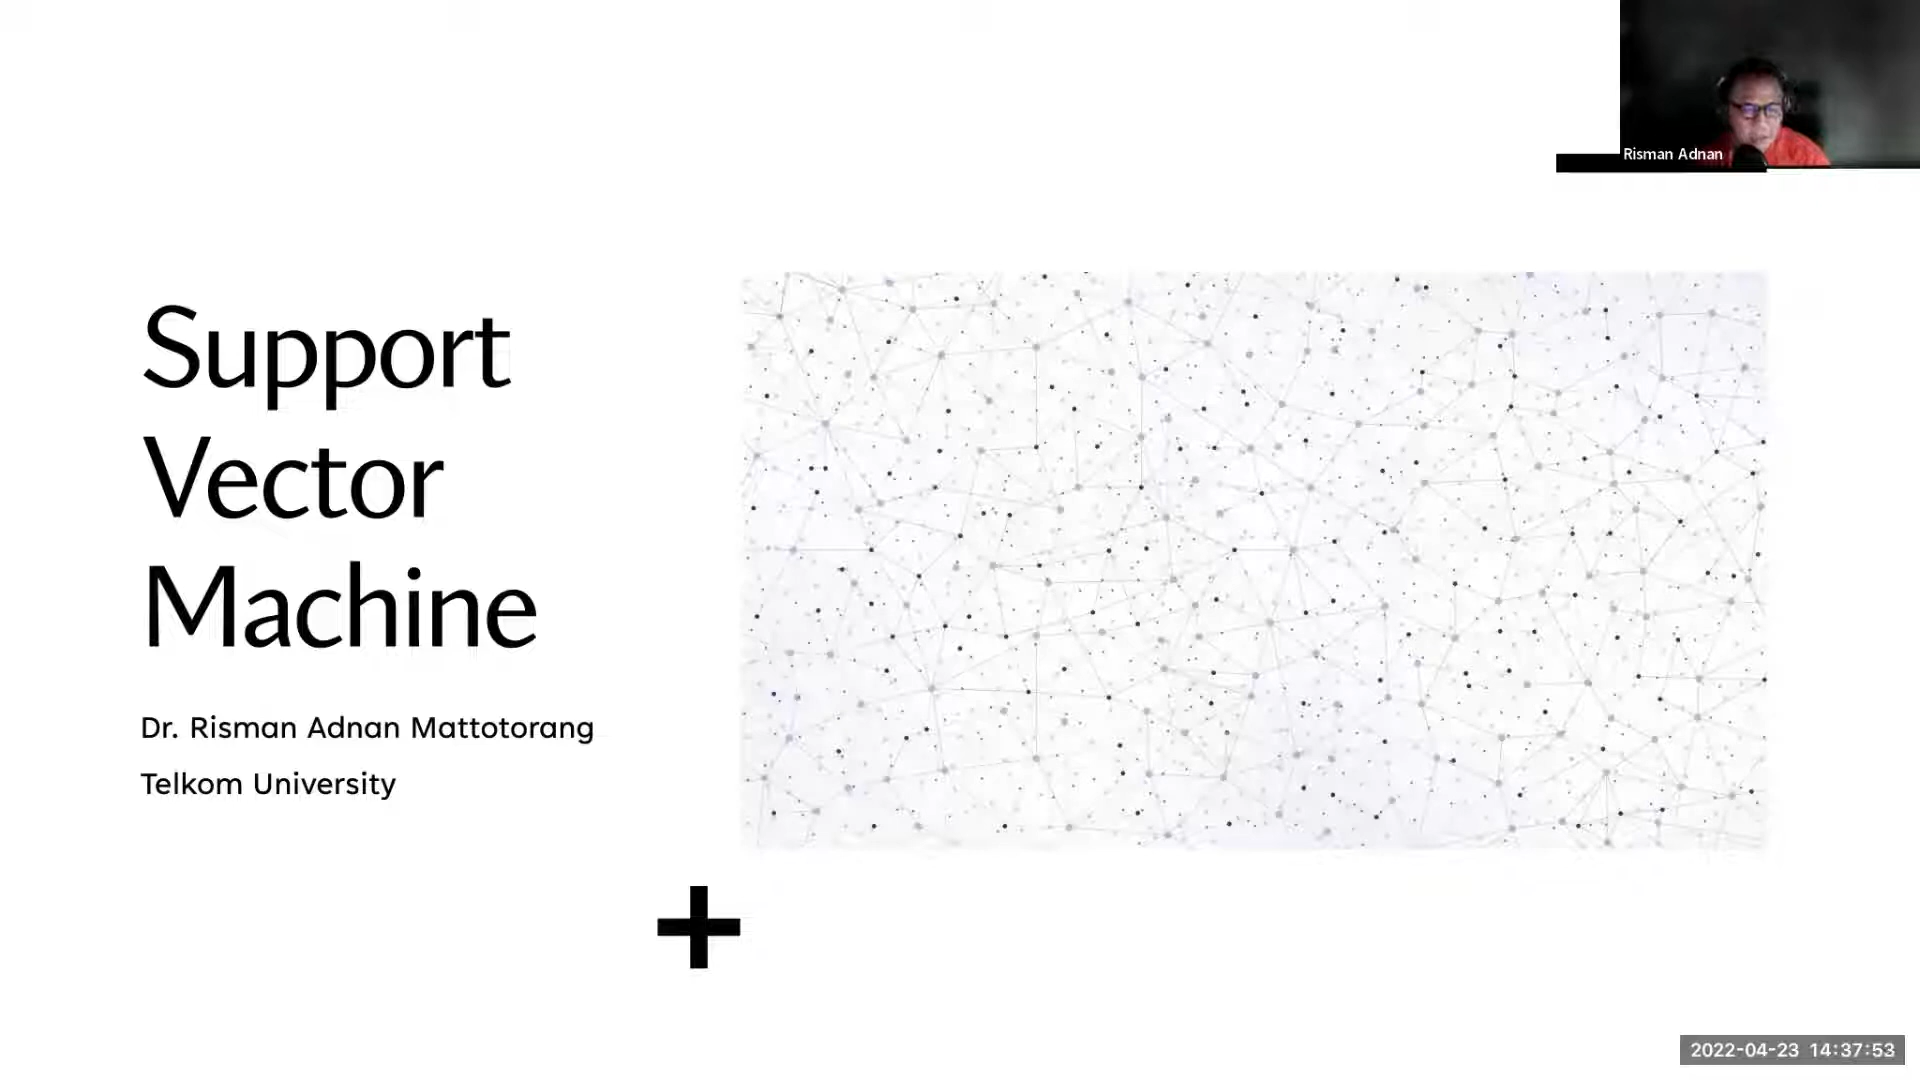 Risman Adnan
Support
Vector
Machine
Dr. Risman Adnan Mattotorang
Telkom University
2022-04-23 14:37:53